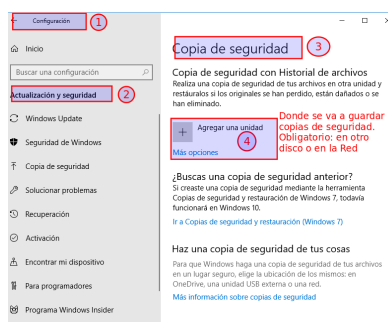 ← Configuración 1
Inicio
Buscar una configuración
Actualización y seguridad 2
Windows Update
Seguridad de Windows
Copia de seguridad
Solucionar problemas
Recuperación
Activación
Encontrar mi dispositivo
Para programadores
Programa Windows Insider
Copia de seguridad 3
Copia de seguridad con Historial de archivos
Realiza una copia de seguridad de tus archivos en otra unidad y
restáuralos si los originales se han perdido, están dañados o se
han eliminado.
+ Agregar una unidad
4
Más opciones
Donde se va a guardar
copias de seguridad.
Obligatorio: en otro
disco o en la Red
¿Buscas una copia de seguridad anterior?
Si creaste una copia de seguridad mediante la herramienta
Copias de seguridad y restauración de Windows 7, todavía
funcionará en Windows 10.
Ir a Copias de seguridad y restauración (Windows 7)
Haz una copia de seguridad de tus cosas
Para que Windows haga una copia de seguridad de tus archivos
en un lugar seguro, elige la ubicación de los mismos: en
OneDrive, una unidad USB externa o una red.
Más información sobre copias de seguridad